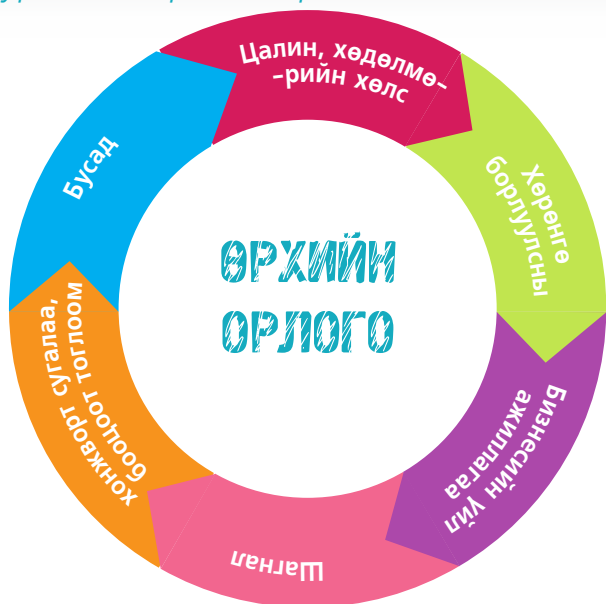 ӨРХИЙН
ОРЛОГО
Цалин, хөдөлмө-
-рийн хөлс
Хөрөнгө
борлуулсны
Бизнесийн үйл
ажиллагаа
Шагнал
хонжворт сугалаа,
бооцоот тоглоом
Бусад